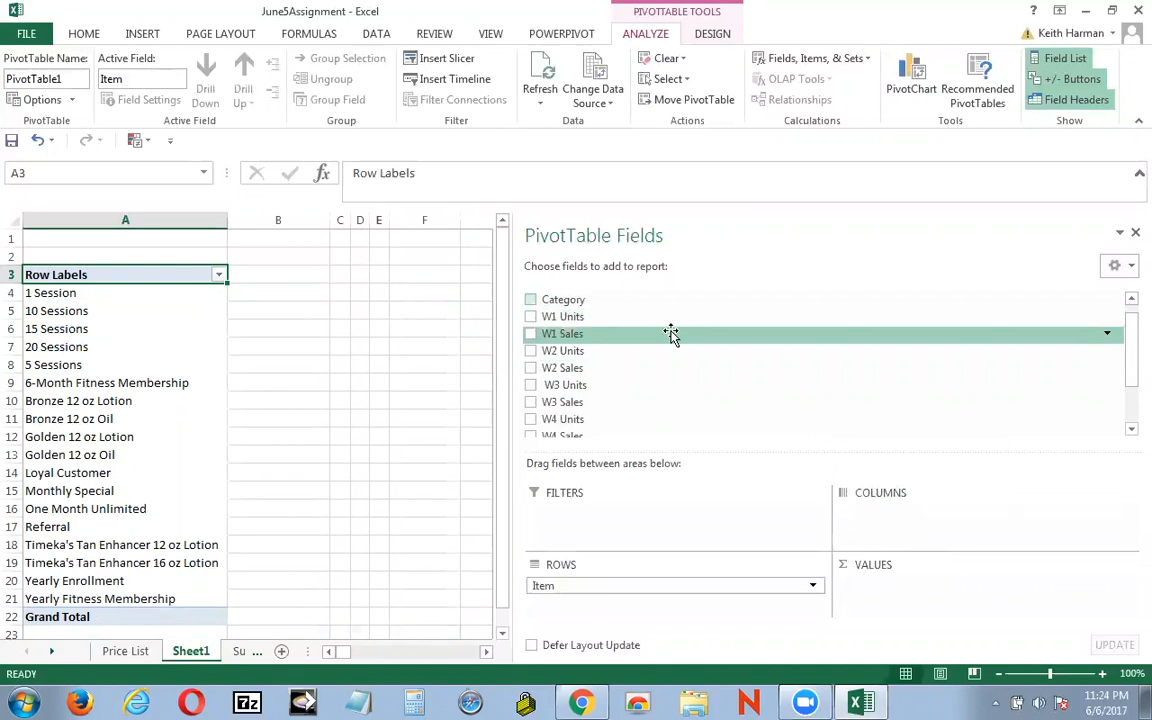 June5Assignment - Excel
PIVOTTABLE TOOLS
?
FILE HOME INSERT PAGE LAYOUT FORMULAS DATA REVIEW VIEW POWERPIVOT ANALYZE DESIGN Keith Harman
PivotTable Name:
PivotTable1
Options
PivotTable
Active Field:
Item
Field Settings
Drill Down
Drill Up
Active Field
Group Selection
Ungroup
Group Field
Group
Insert Slicer
Insert Timeline
Filter Connections
Filter
Refresh
Change Data Source
Data
Clear
Select
Move PivotTable
Actions
Fields, Items, & Sets
OLAP Tools
Relationships
Calculations
PivotChart
Recommended PivotTables
Tools
Field List
+/- Buttons
Field Headers
Show
A3
fx
Row Labels
A B C D E F
1
2
3 Row Labels
4 1 Session
5 10 Sessions
6 15 Sessions
7 20 Sessions
8 5 Sessions
9 6-Month Fitness Membership
10 Bronze 12 oz Lotion
11 Bronze 12 oz Oil
12 Golden 12 oz Lotion
13 Golden 12 oz Oil
14 Loyal Customer
15 Monthly Special
16 One Month Unlimited
17 Referral
18 Timeka's Tan Enhancer 12 oz Lotion
19 Timeka's Tan Enhancer 16 oz Lotion
20 Yearly Enrollment
21 Yearly Fitness Membership
22 Grand Total
23
PivotTable Fields
Choose fields to add to report:
Category
W1 Units
W1 Sales
W2 Units
W2 Sales
W3 Units
W3 Sales
W4 Units
W4 Sales
Drag fields between areas below:
FILTERS
COLUMNS
ROWS
Σ VALUES
Item
Defer Layout Update
UPDATE
Price List Sheet1 Su ...
READY
100%
7z
N
11:24 PM
6/6/2017